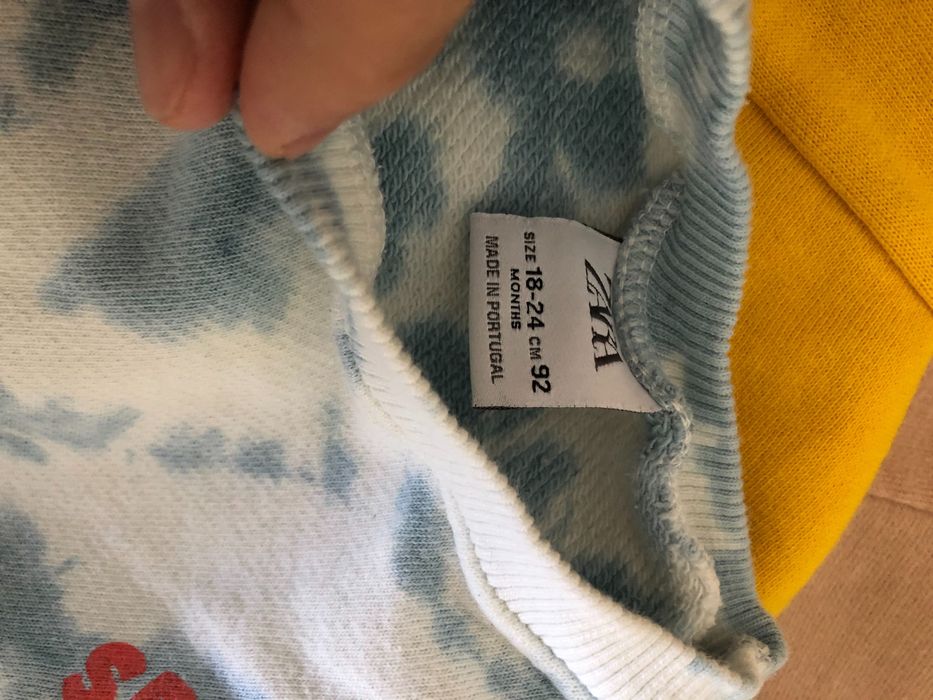 ZARA
SIZE 18-24 CM 92
MONTHS
MADE IN PORTUGAL